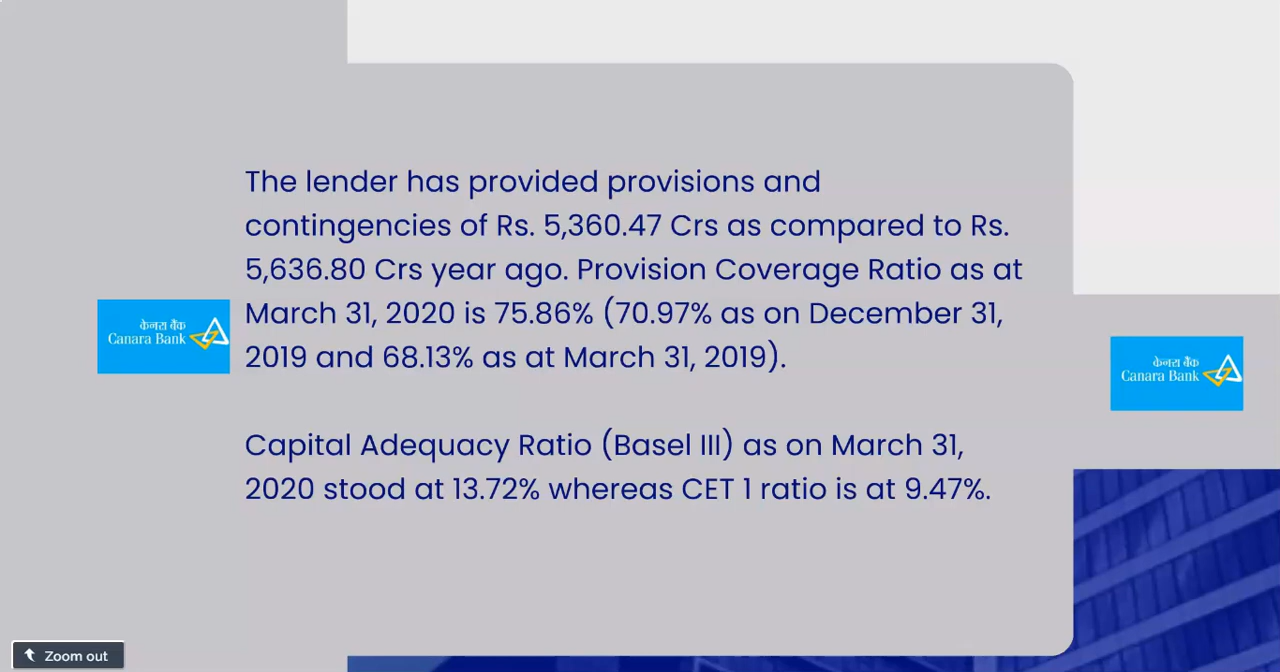 The lender has provided provisions and
contingencies of Rs. 5,360.47 Crs as compared to Rs.
5,636.80 Crs year ago. Provision Coverage Ratio as at
March 31, 2020 is 75.86% (70.97% as on December 31,
2019 and 68.13% as at March 31, 2019).
केनरा बैंक
Canara Bank
केनरा बैंक
Canara Bank
Capital Adequacy Ratio (Basel III) as on March 31,
2020 stood at 13.72% whereas CET 1 ratio is at 9.47%.
Zoom out